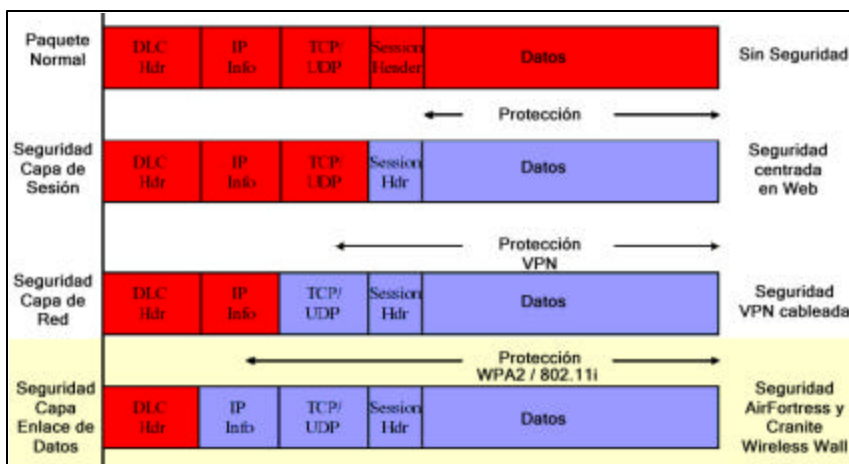 Paquete
Normal
DLC
Hdr
IP
Info
TCP/
UDP
Session
Header
Datos
Sin Seguridad
Protección
Seguridad
Capa de
Sesión
DLC
Hdr
IP
Info
TCP/
UDP
Session
Hdr
Datos
Seguridad
centrada
en Web
Protección
VPN
Seguridad
Capa de
Red
DLC
Hdr
IP
Info
TCP/
UDP
Session
Hdr
Datos
Seguridad
VPN cableada
Protección
WPA2 / 802.11i
Seguridad
Capa
Enlace de
Datos
DLC
Hdr
IP
Info
TCP/
UDP
Session
Hdr
Datos
Seguridad
AirFortress y
Cranite
Wireless Wall